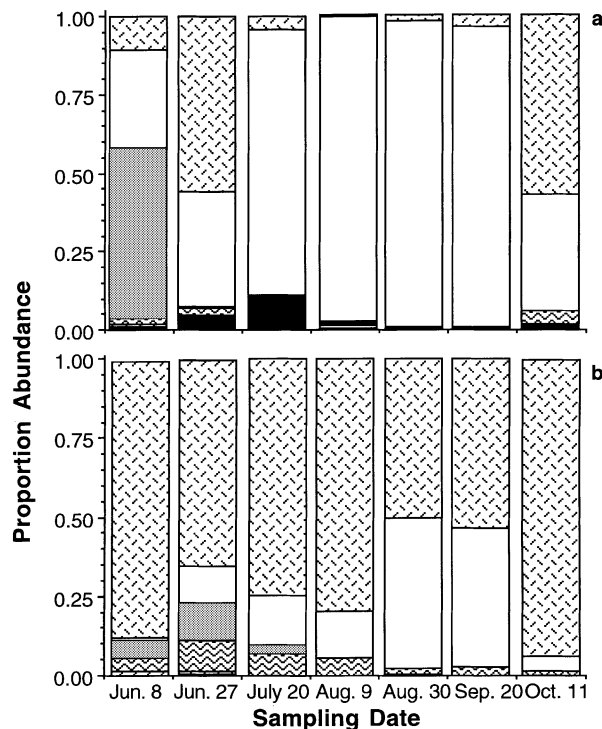 a
1.00
0.75
0.50
0.25
0.00
b
1.00
0.75
0.50
0.25
0.00
Proportion Abundance
Jun. 8 Jun. 27 July 20 Aug. 9 Aug. 30 Sep. 20 Oct. 11
Sampling Date